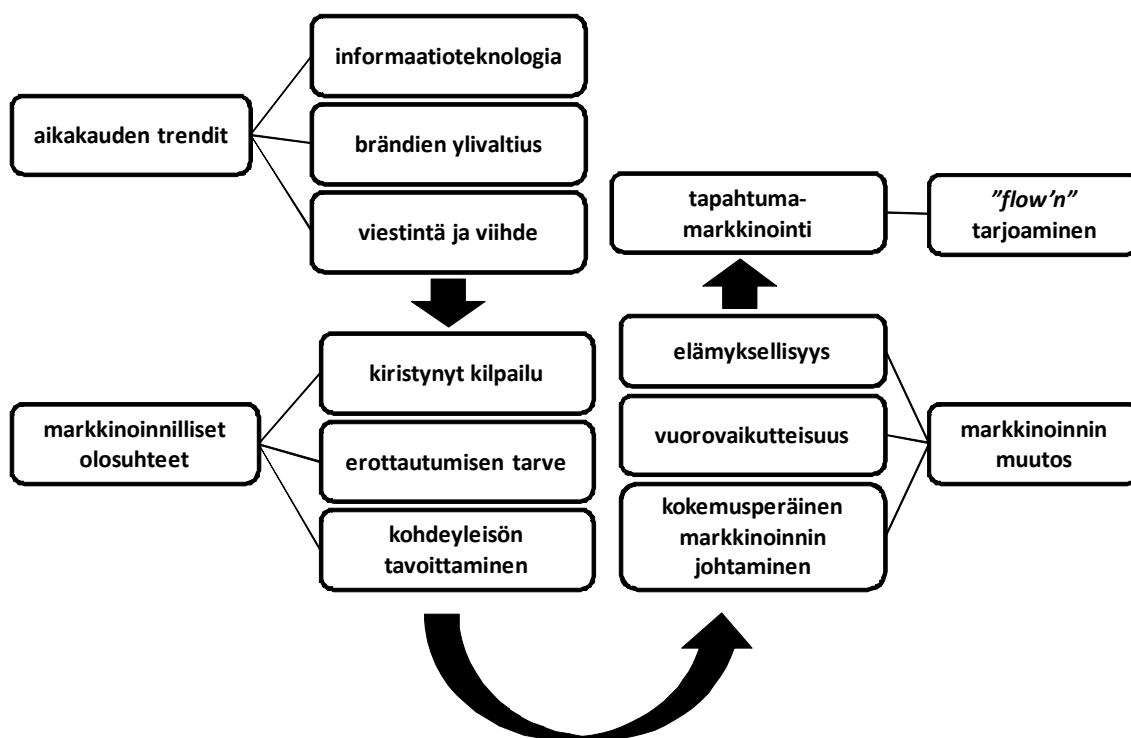 informaatioteknologia
aikakauden trendit
brändien ylivaltius
viestintä ja viihde
tapahtuma-
markkinointi
”flow’n”
tarjoaminen
kiristynyt kilpailu
markkinoinnilliset
olosuhteet
erottautumisen tarve
kohdeyleisön
tavoittaminen
elämyksellisyys
vuorovaikutteisuus
markkinoinnin
muutos
kokemusperäinen
markkinoinnin
johtaminen